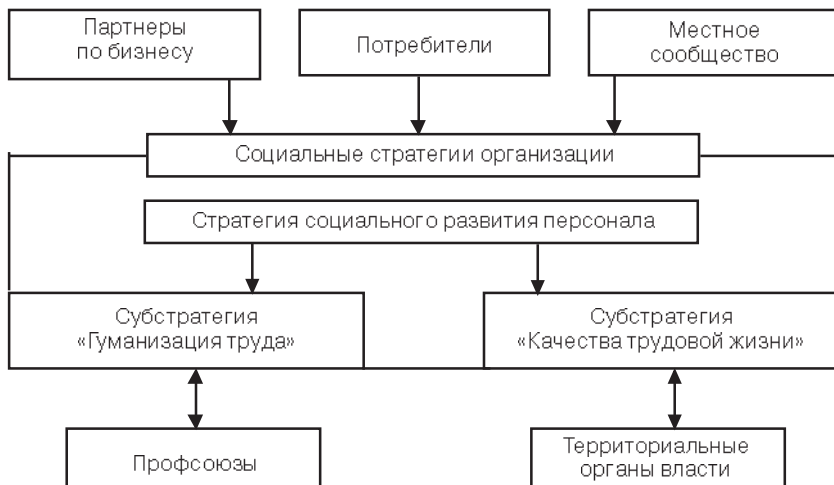 Партнеры
по бизнесу
Потребители
Местное
сообщество
Социальные стратегии организации
Стратегия социального развития персонала
Субстратегия
«Гуманизация труда»
Субстратегия
«Качества трудовой жизни»
Профсоюзы
Территориальные
органы власти